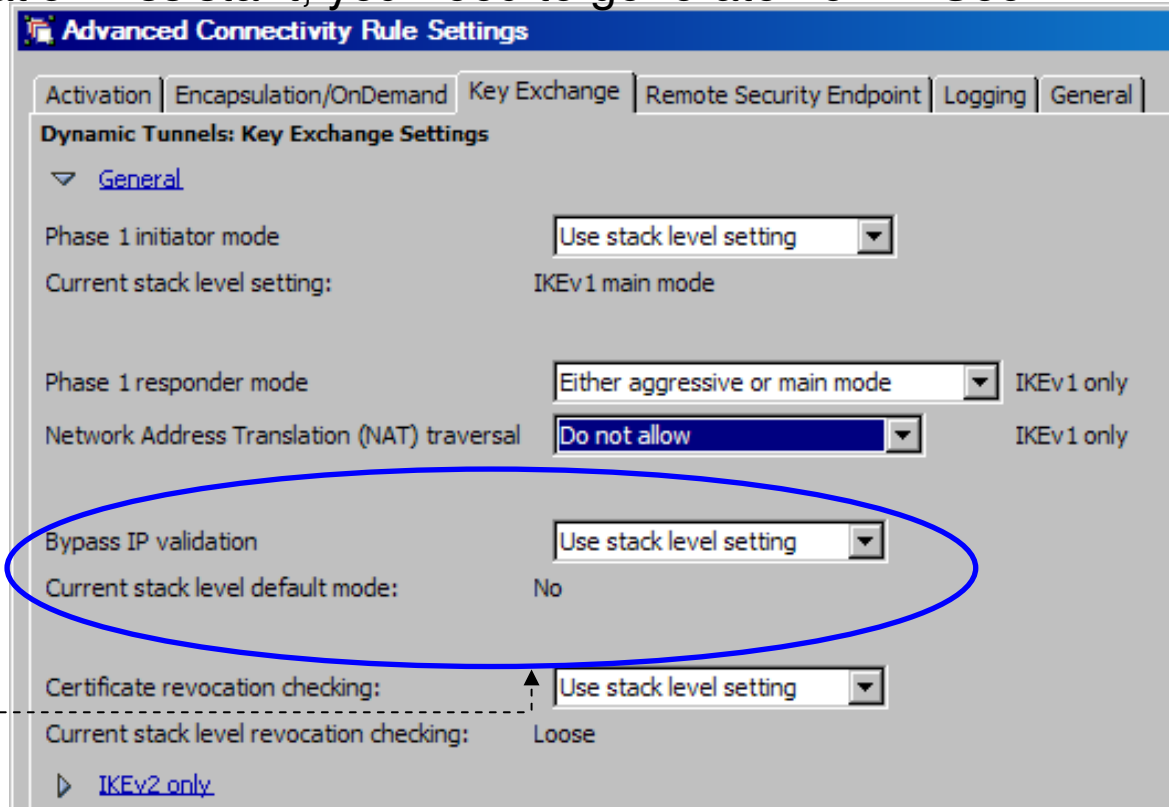 you need to generate
Advanced Connectivity Rule Settings
Activation Encapsulation/OnDemand Key Exchange Remote Security Endpoint Logging General
Dynamic Tunnels: Key Exchange Settings
General
Phase 1 initiator mode Use stack level setting
Current stack level setting: IKEv1 main mode
Phase 1 responder mode Either aggressive or main mode IKEv1 only
Network Address Translation (NAT) traversal Do not allow IKEv1 only
Bypass IP validation Use stack level setting
Current stack level default mode: No
Certificate revocation checking: Use stack level setting
Current stack level revocation checking: Loose
IKEv2 only